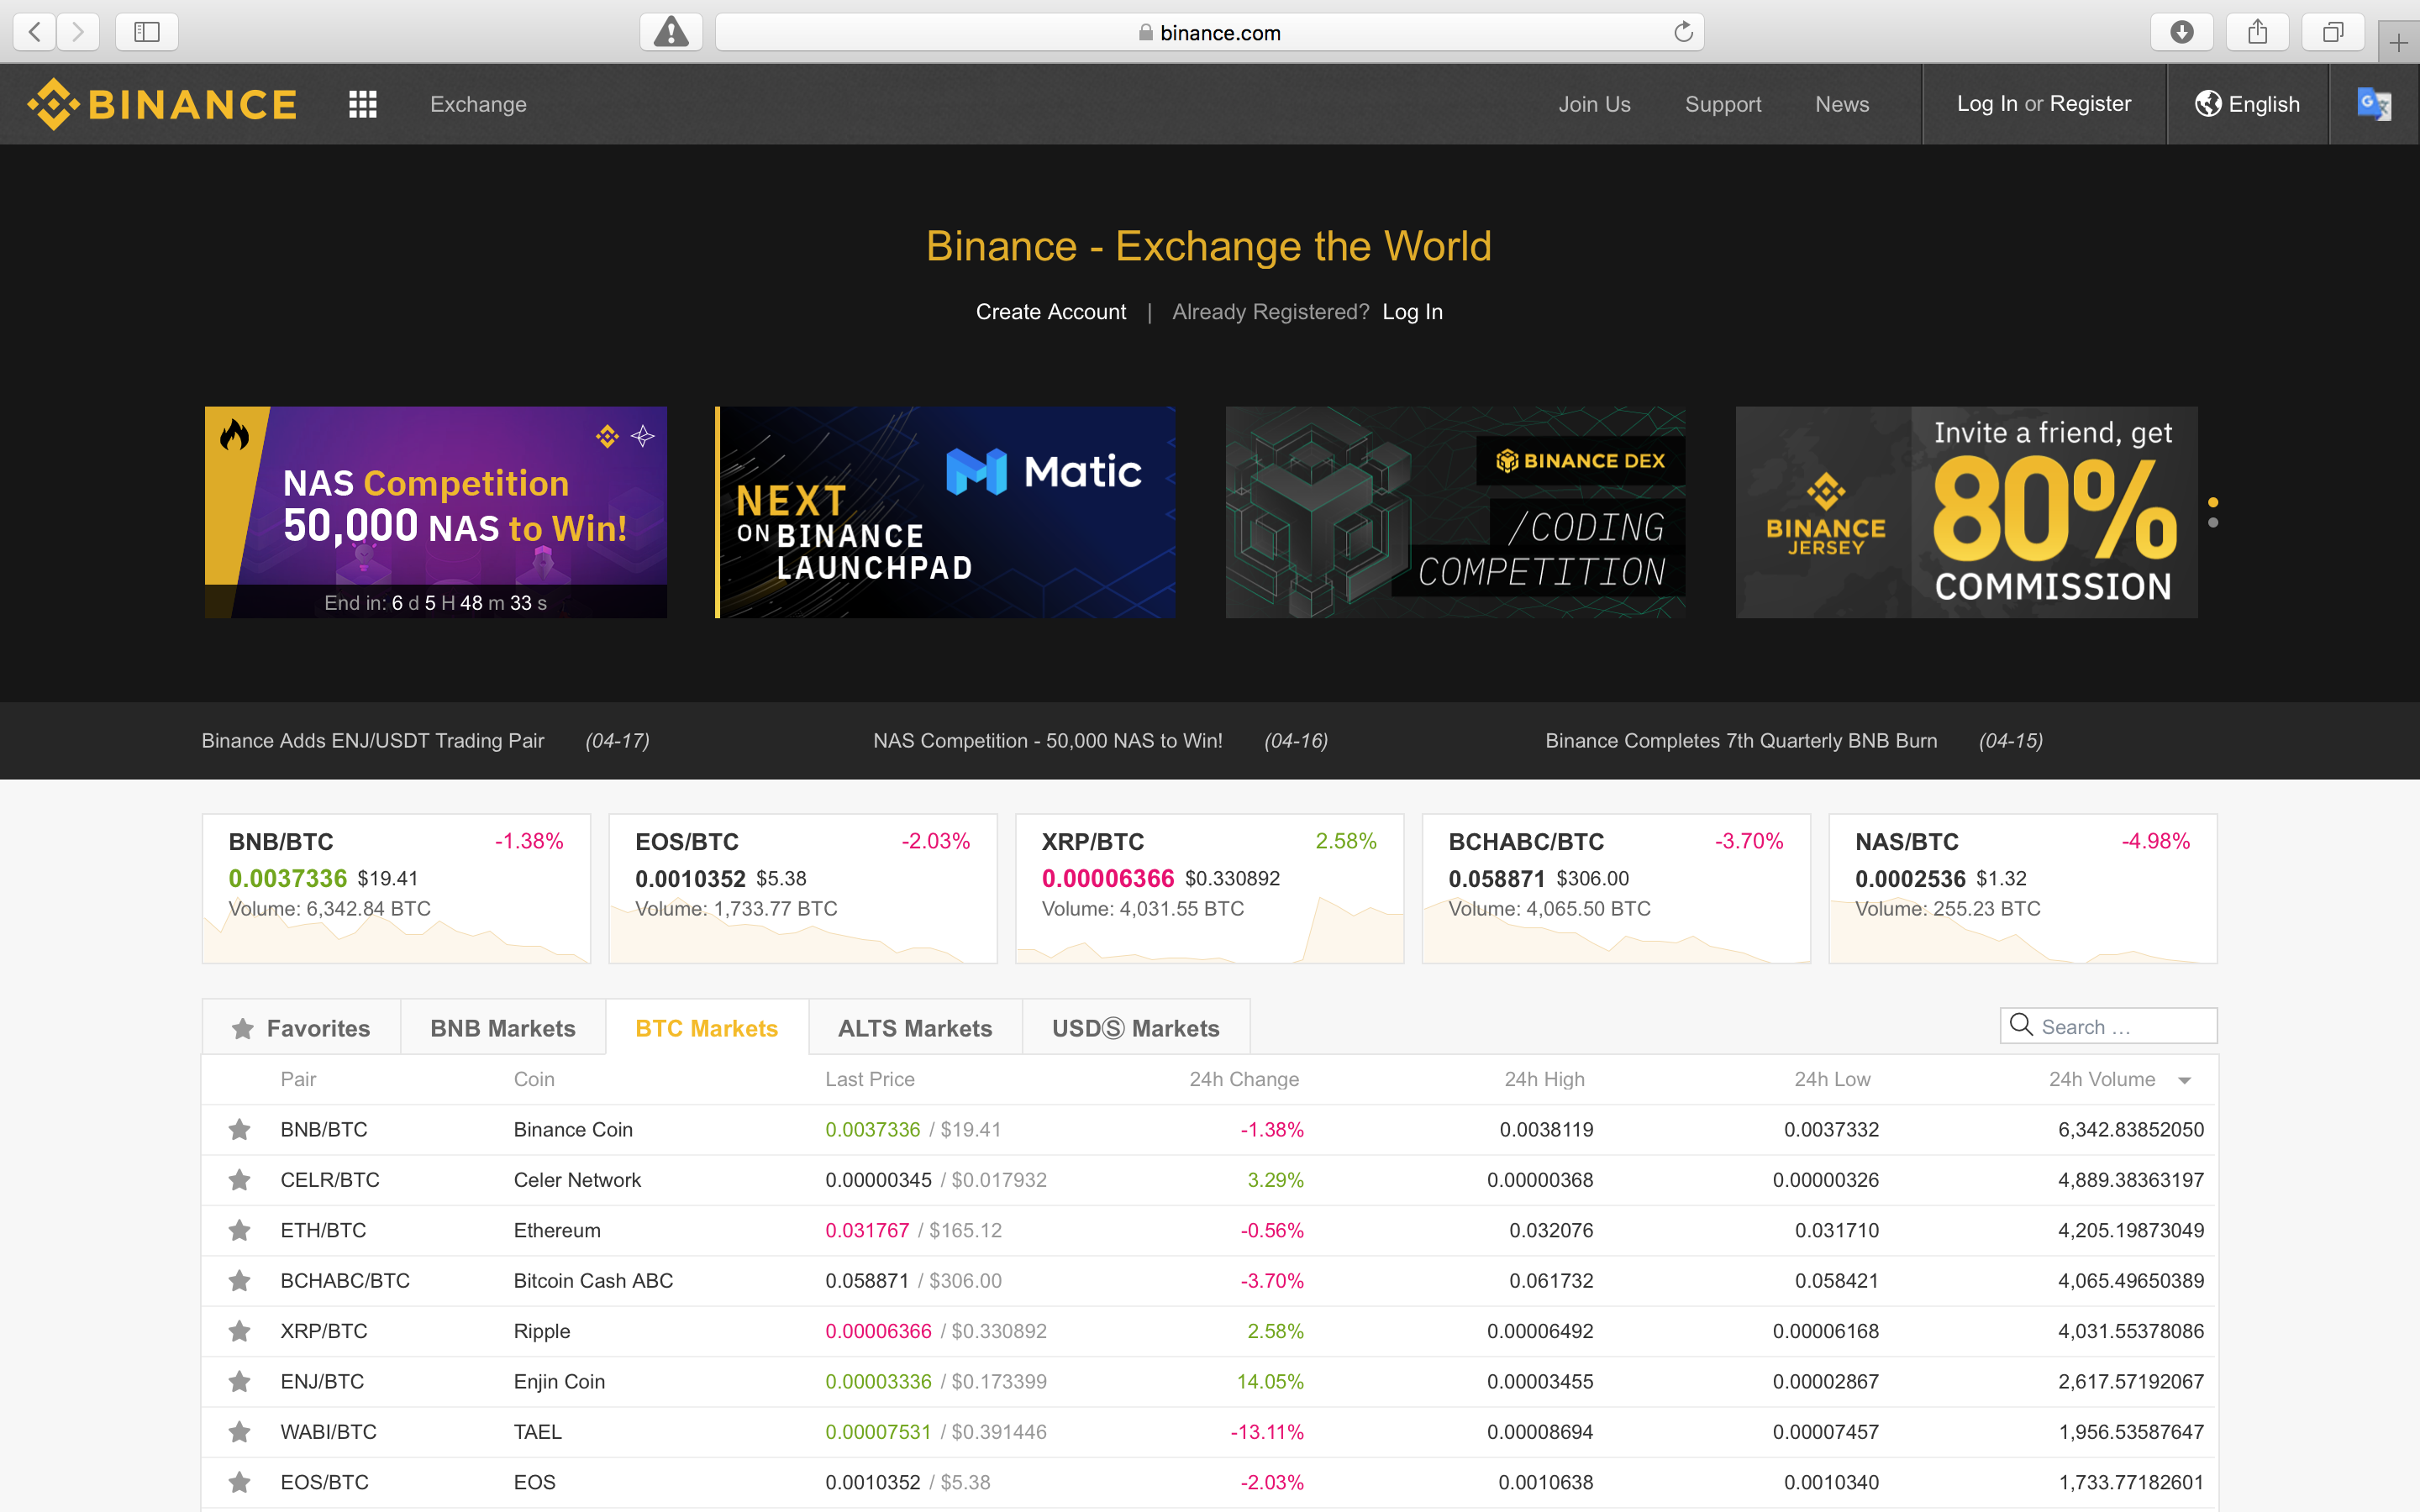 binance.com
BINANCE Exchange Join Us Support News Log In or Register English
Binance - Exchange the World
Create Account | Already Registered? Log In
NAS Competition
50,000 NAS to Win!
End in: 6 d 5 H 48 m 33 s
Matic
NEXT
ON BINANCE
LAUNCHPAD
BINANCE DEX
/CODING
COMPETITION
BINANCE
JERSEY
Invite a friend, get
80%
COMMISSION
Binance Adds ENJ/USDT Trading Pair (04-17) NAS Competition - 50,000 NAS to Win! (04-16) Binance Completes 7th Quarterly BNB Burn (04-15)
BNB/BTC -1.38%
0.0037336 $19.41
Volume: 6,342.84 BTC
EOS/BTC -2.03%
0.0010352 $5.38
Volume: 1,733.77 BTC
XRP/BTC 2.58%
0.00006366 $0.330892
Volume: 4,031.55 BTC
BCHABC/BTC -3.70%
0.058871 $306.00
Volume: 4,065.50 BTC
NAS/BTC -4.98%
0.0002536 $1.32
Volume: 255.23 BTC
Favorites BNB Markets BTC Markets ALTS Markets USDⓈ Markets Search ...
Pair Coin Last Price 24h Change 24h High 24h Low 24h Volume
BNB/BTC Binance Coin 0.0037336 / $19.41 -1.38% 0.0038119 0.0037332 6,342.83852050
CELR/BTC Celer Network 0.00000345 / $0.017932 3.29% 0.00000368 0.00000326 4,889.38363197
ETH/BTC Ethereum 0.031767 / $165.12 -0.56% 0.032076 0.031710 4,205.19873049
BCHABC/BTC Bitcoin Cash ABC 0.058871 / $306.00 -3.70% 0.061732 0.058421 4,065.49650389
XRP/BTC Ripple 0.00006366 / $0.330892 2.58% 0.00006492 0.00006168 4,031.55378086
ENJ/BTC Enjin Coin 0.00003336 / $0.173399 14.05% 0.00003455 0.00002867 2,617.57192067
WABI/BTC TAEL 0.00007531 / $0.391446 -13.11% 0.00008694 0.00007457 1,956.53587647
EOS/BTC EOS 0.0010352 / $5.38 -2.03% 0.0010638 0.0010340 1,733.77182601